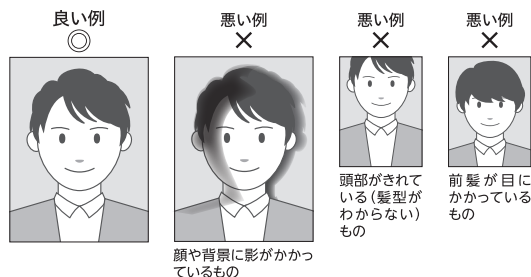 良い例
◎
悪い例
×
顔や背景に影がかかっ
ているもの
悪い例
×
頭部がきれて
いる(髪型が
わからない)
もの
悪い例
×
前髪が目に
かかっている
もの